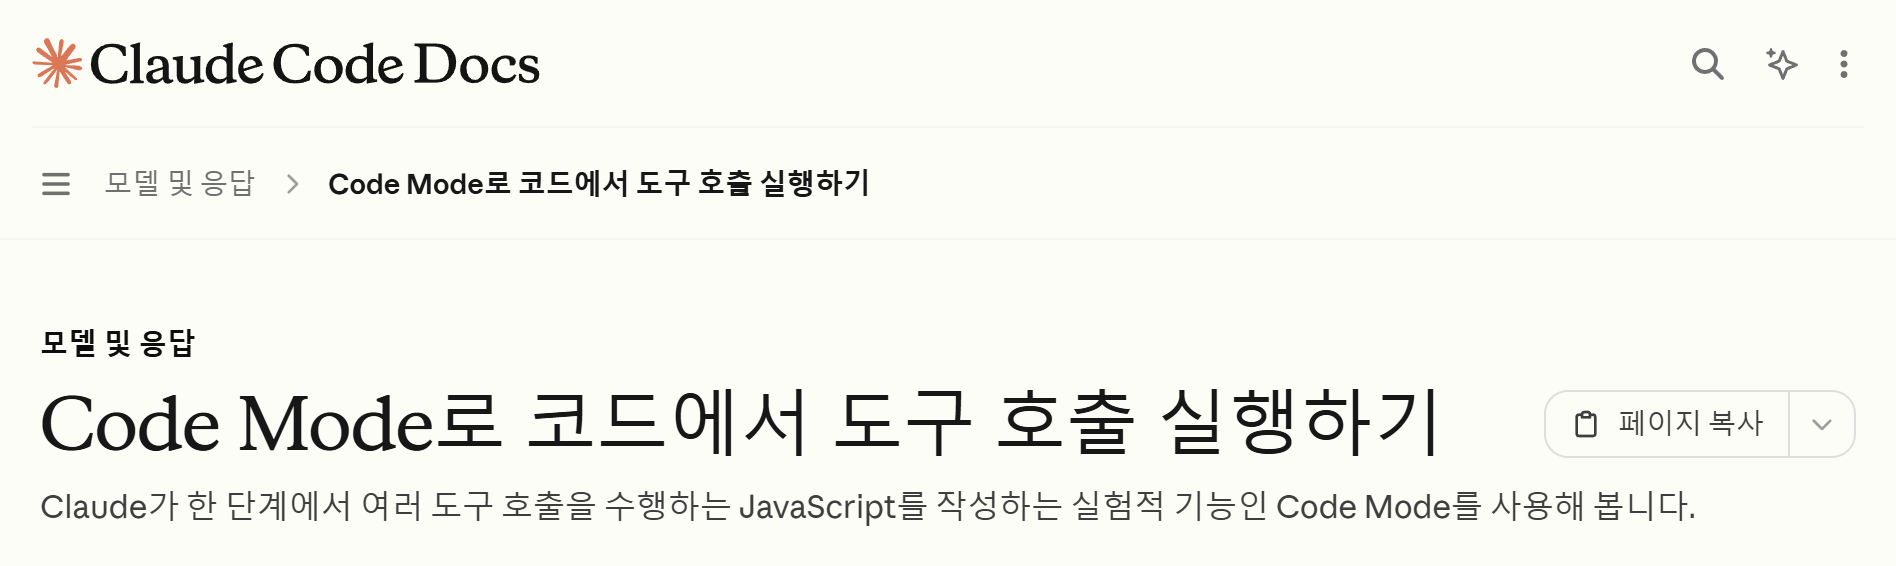 Claude Code Docs
모델 및 응답 > Code Mode로 코드에서 도구 호출 실행하기
모델 및 응답
Code Mode로 코드에서 도구 호출 실행하기
페이지 복사
Claude가 한 단계에서 여러 도구 호출을 수행하는 JavaScript를 작성하는 실험적 기능인 Code Mode를 사용해 봅니다.